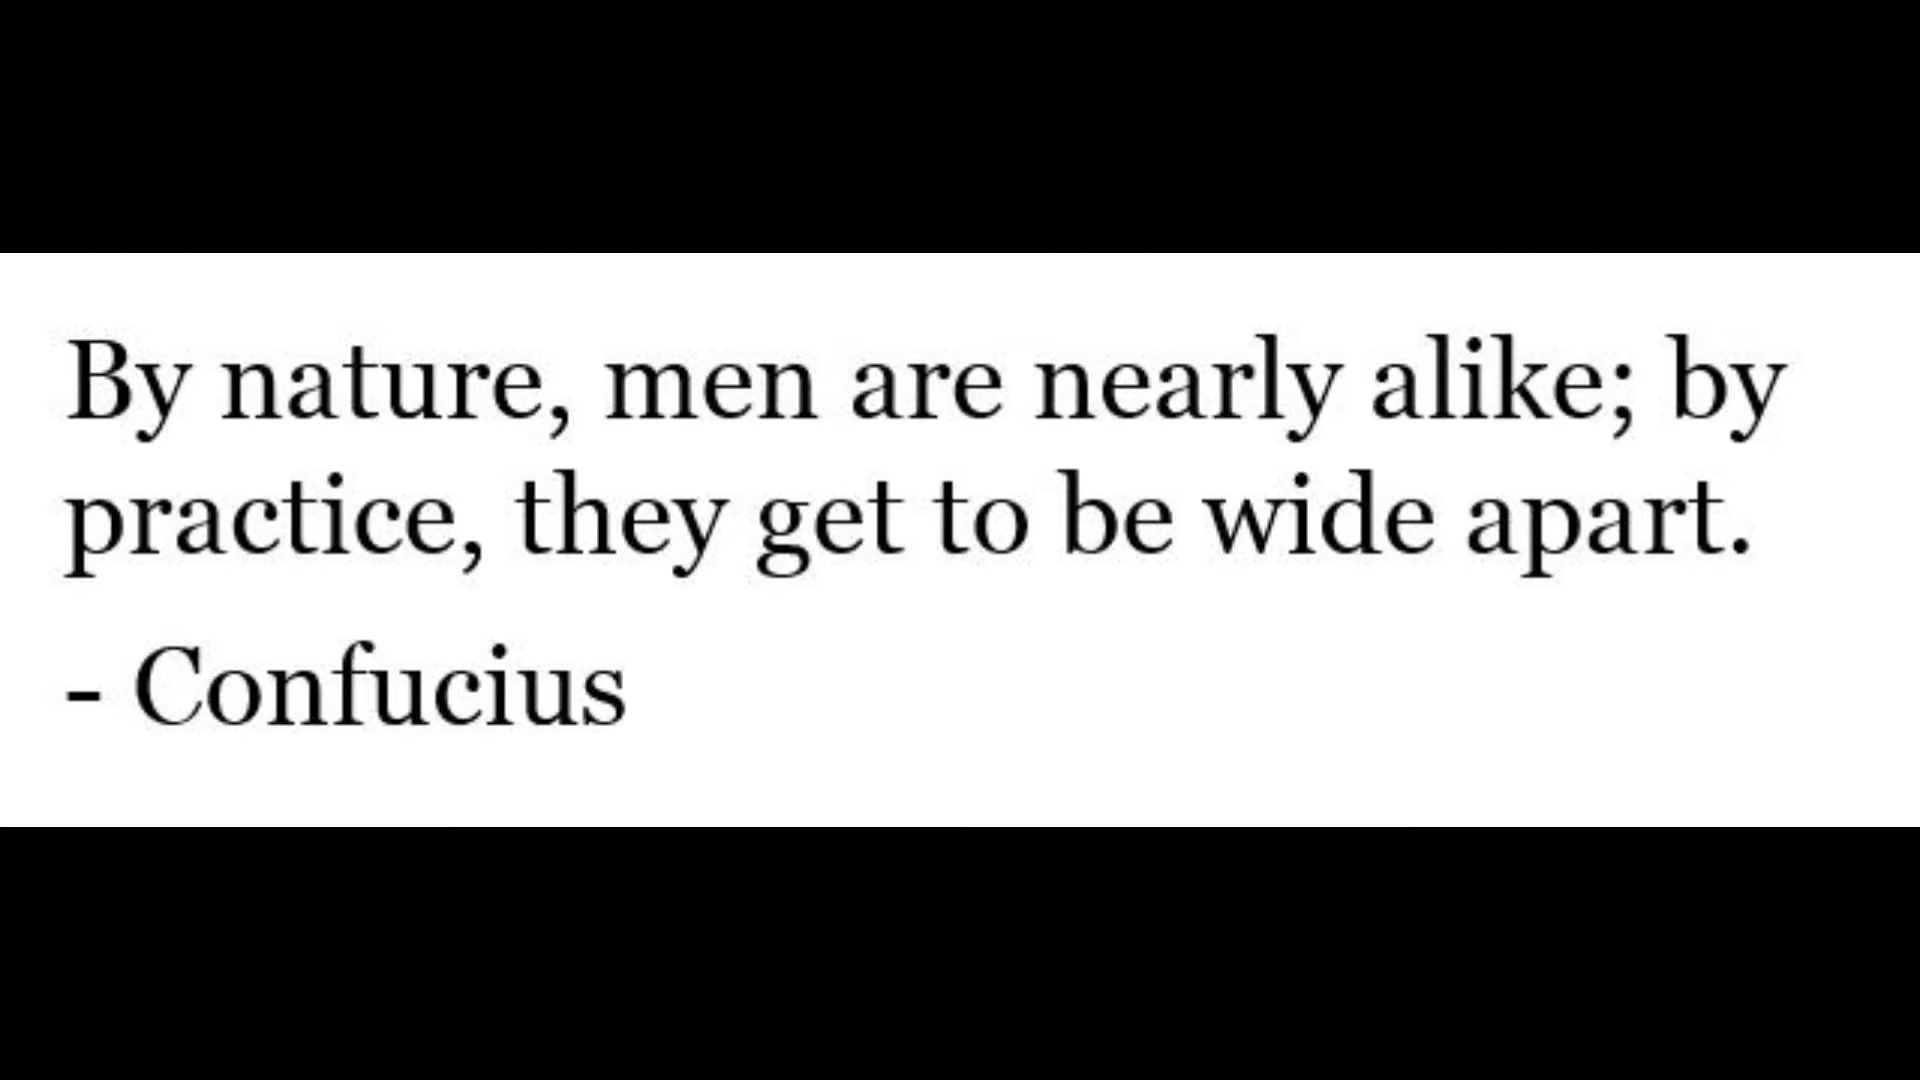 By nature, men are nearly alike; by
practice, they get to be wide apart.
- Confucius